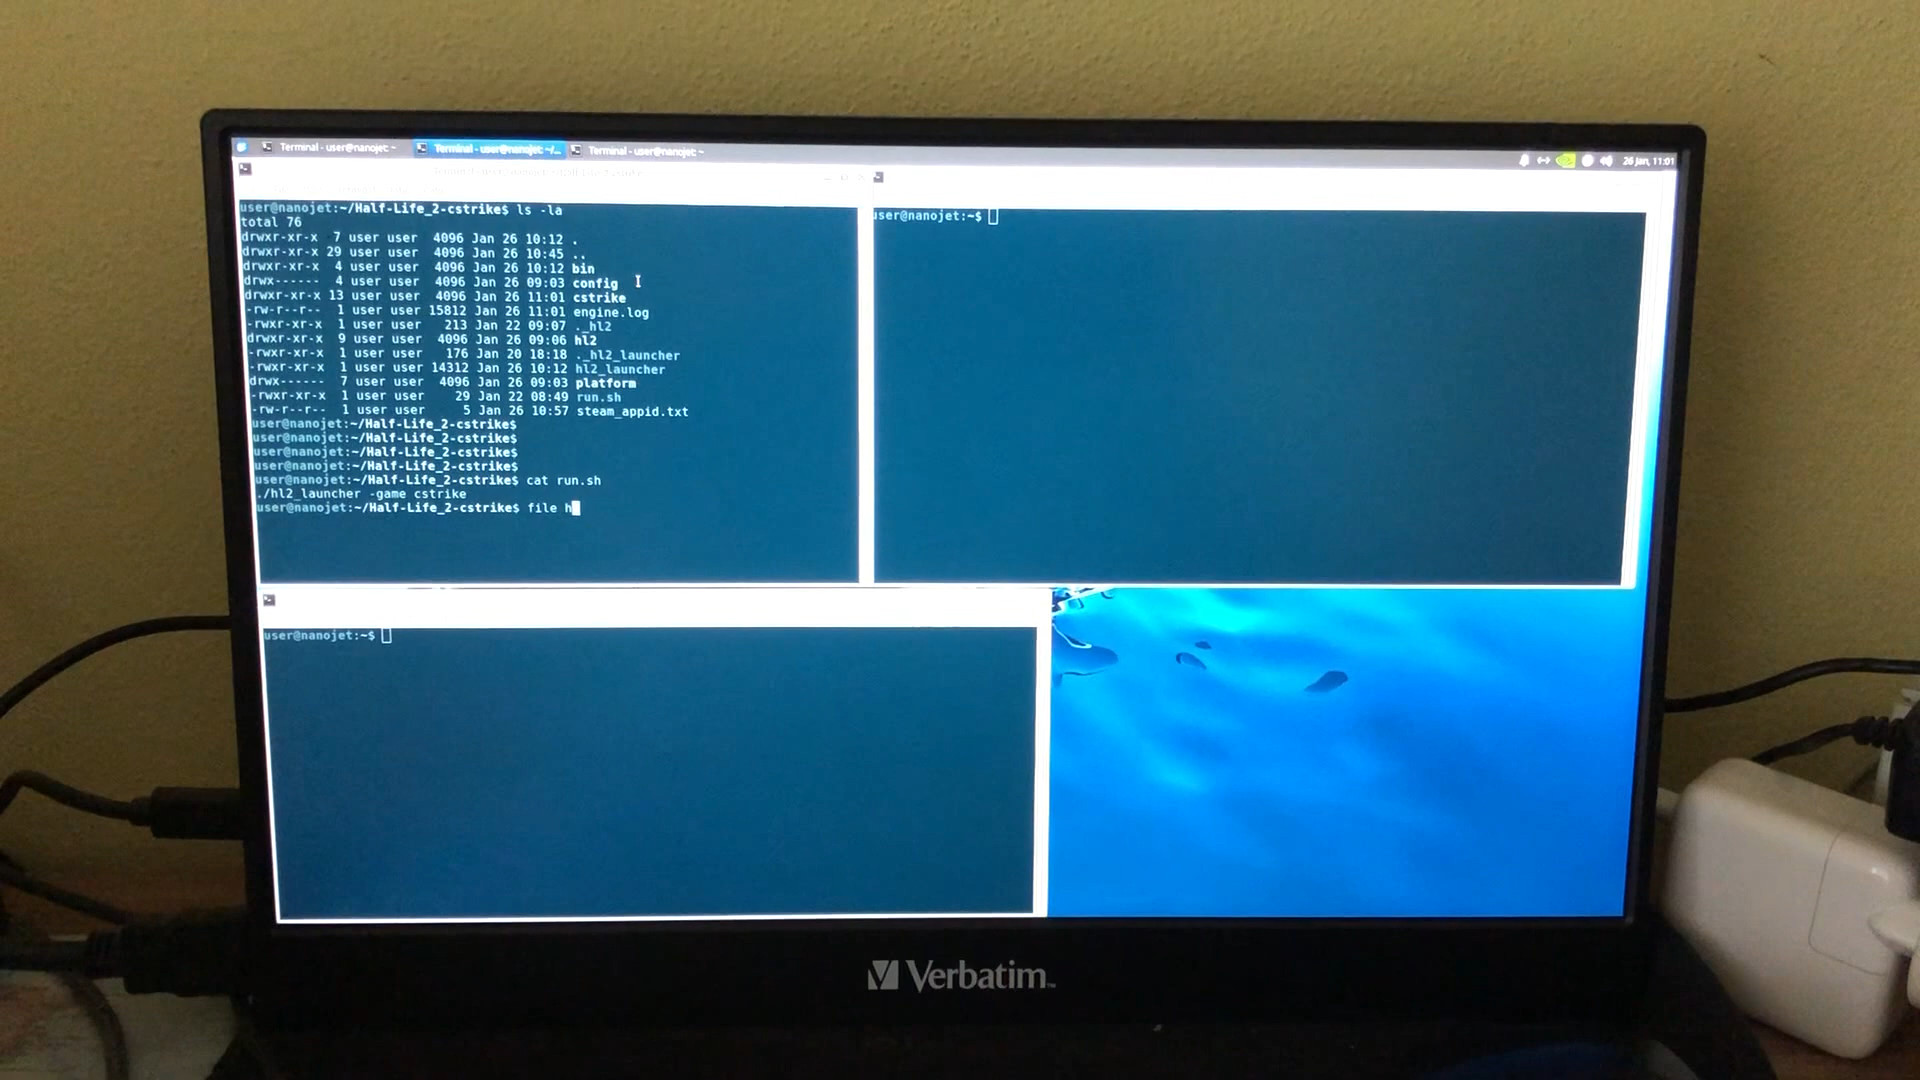 Terminal - user@nanojet: ~
Terminal - user@nanojet: ~/...
Terminal - user@nanojet: ~
26 Jan, 11:01
user@nanojet:~/Half-Life_2-cstrike$ ls -la
total 76
drwxr-xr-x  7 user user  4096 Jan 26 10:12 .
drwxr-xr-x 29 user user  4096 Jan 26 10:45 ..
drwxr-xr-x  4 user user  4096 Jan 26 10:12 bin
drwx------  4 user user  4096 Jan 26 09:03 config
drwxr-xr-x 13 user user  4096 Jan 26 11:01 cstrike
-rw-r--r--  1 user user 15812 Jan 26 11:01 engine.log
-rwxr-xr-x  1 user user   213 Jan 22 09:07 ._hl2
drwxr-xr-x  9 user user  4096 Jan 26 09:06 hl2
-rwxr-xr-x  1 user user   176 Jan 20 18:18 ._hl2_launcher
-rwxr-xr-x  1 user user 14312 Jan 26 10:12 hl2_launcher
drwx------  7 user user  4096 Jan 26 09:03 platform
-rwxr-xr-x  1 user user    29 Jan 22 08:49 run.sh
-rw-r--r--  1 user user     5 Jan 26 10:57 steam_appid.txt
user@nanojet:~/Half-Life_2-cstrike$
user@nanojet:~/Half-Life_2-cstrike$
user@nanojet:~/Half-Life_2-cstrike$
user@nanojet:~/Half-Life_2-cstrike$
user@nanojet:~/Half-Life_2-cstrike$ cat run.sh
./hl2_launcher -game cstrike
user@nanojet:~/Half-Life_2-cstrike$ file h
user@nanojet:~$
user@nanojet:~$
Verbatim™